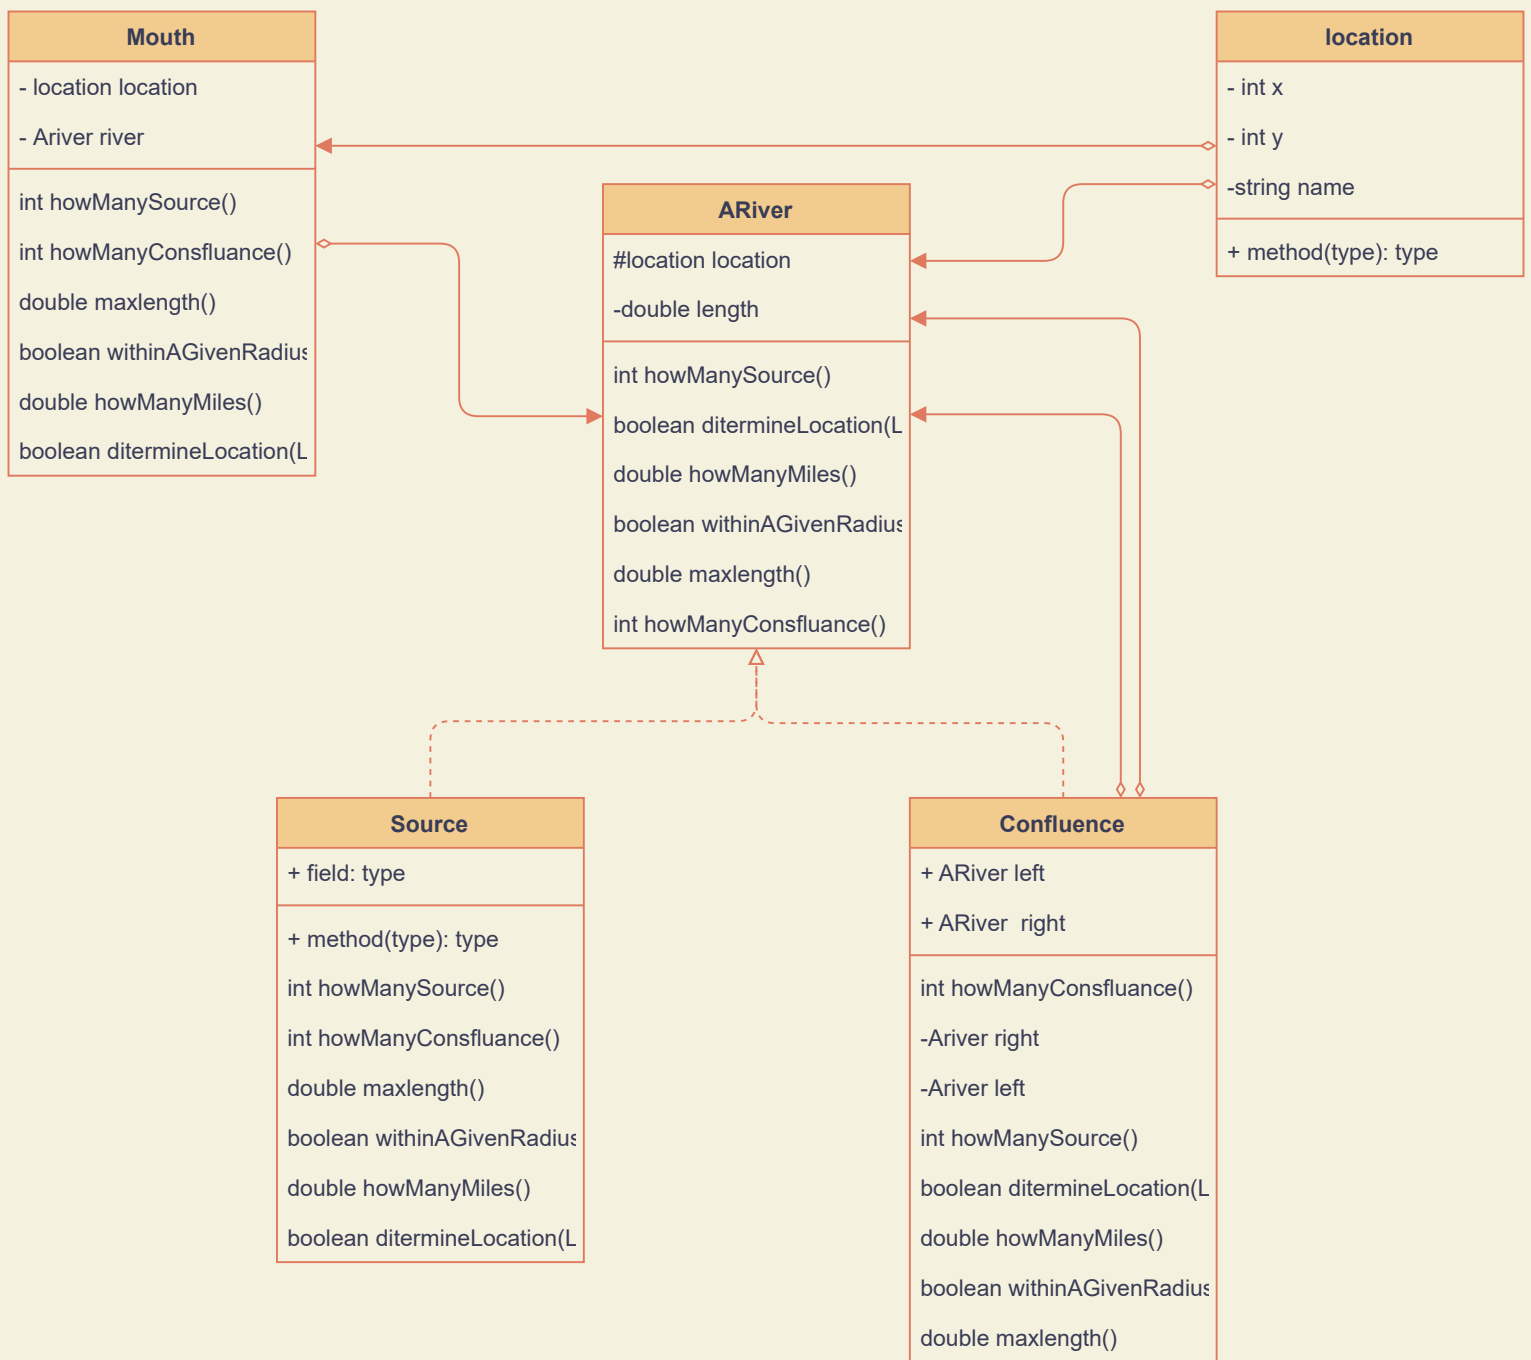 Mouth
- location location
- Ariver river
int howManySource()
int howManyConsfluance()
double maxlength()
boolean withinAGivenRadius
double howManyMiles()
boolean ditermineLocation(L
location
- int x
- int y
-string name
+ method(type): type
ARiver
#location location
-double length
int howManySource()
boolean ditermineLocation(L
double howManyMiles()
boolean withinAGivenRadius
double maxlength()
int howManyConsfluance()
Source
+ field: type
+ method(type): type
int howManySource()
int howManyConsfluance()
double maxlength()
boolean withinAGivenRadius
double howManyMiles()
boolean ditermineLocation(L
Confluence
+ ARiver left
+ ARiver right
int howManyConsfluance()
-Ariver right
-Ariver left
int howManySource()
boolean ditermineLocation(L
double howManyMiles()
boolean withinAGivenRadius
double maxlength()